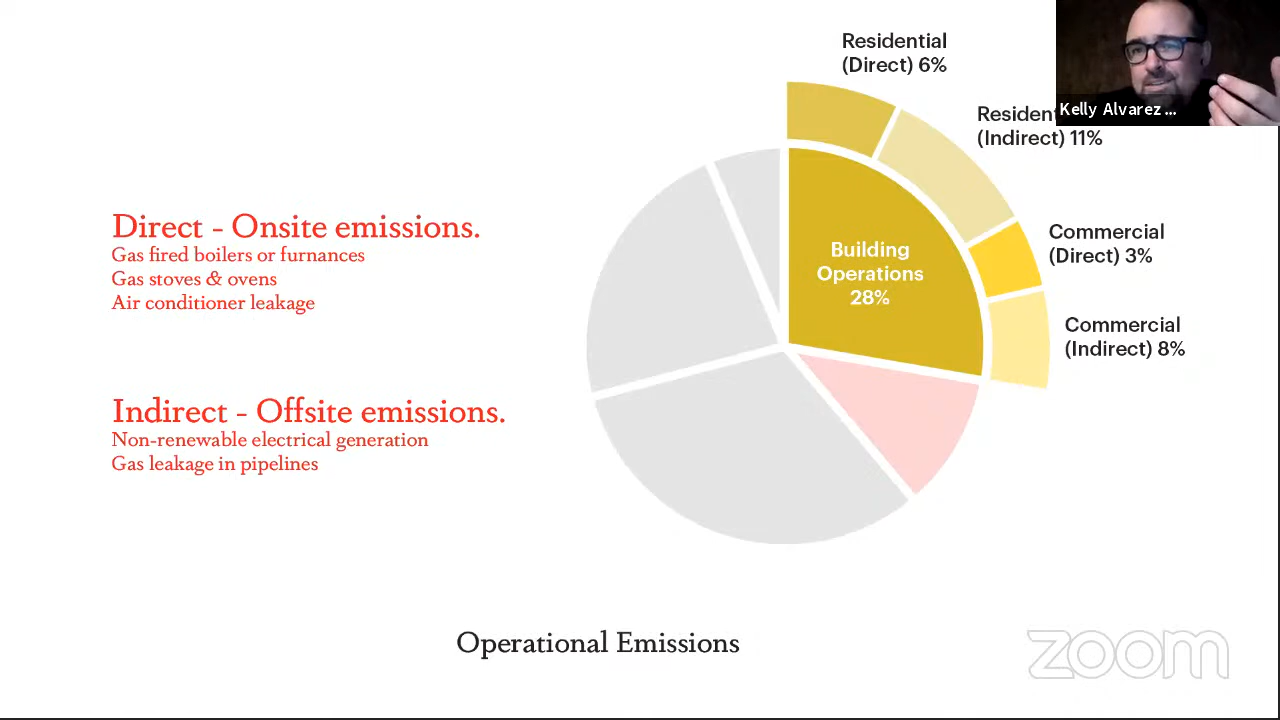 Residential
(Direct) 6%
Kelly Alvarez ...
(Indirect) 11%
Direct - Onsite emissions.
Gas fired boilers or furnances
Gas stoves & ovens
Air conditioner leakage
Building
Operations
28%
Commercial
(Direct) 3%
Commercial
(Indirect) 8%
Indirect - Offsite emissions.
Non-renewable electrical generation
Gas leakage in pipelines
Operational Emissions
zoom